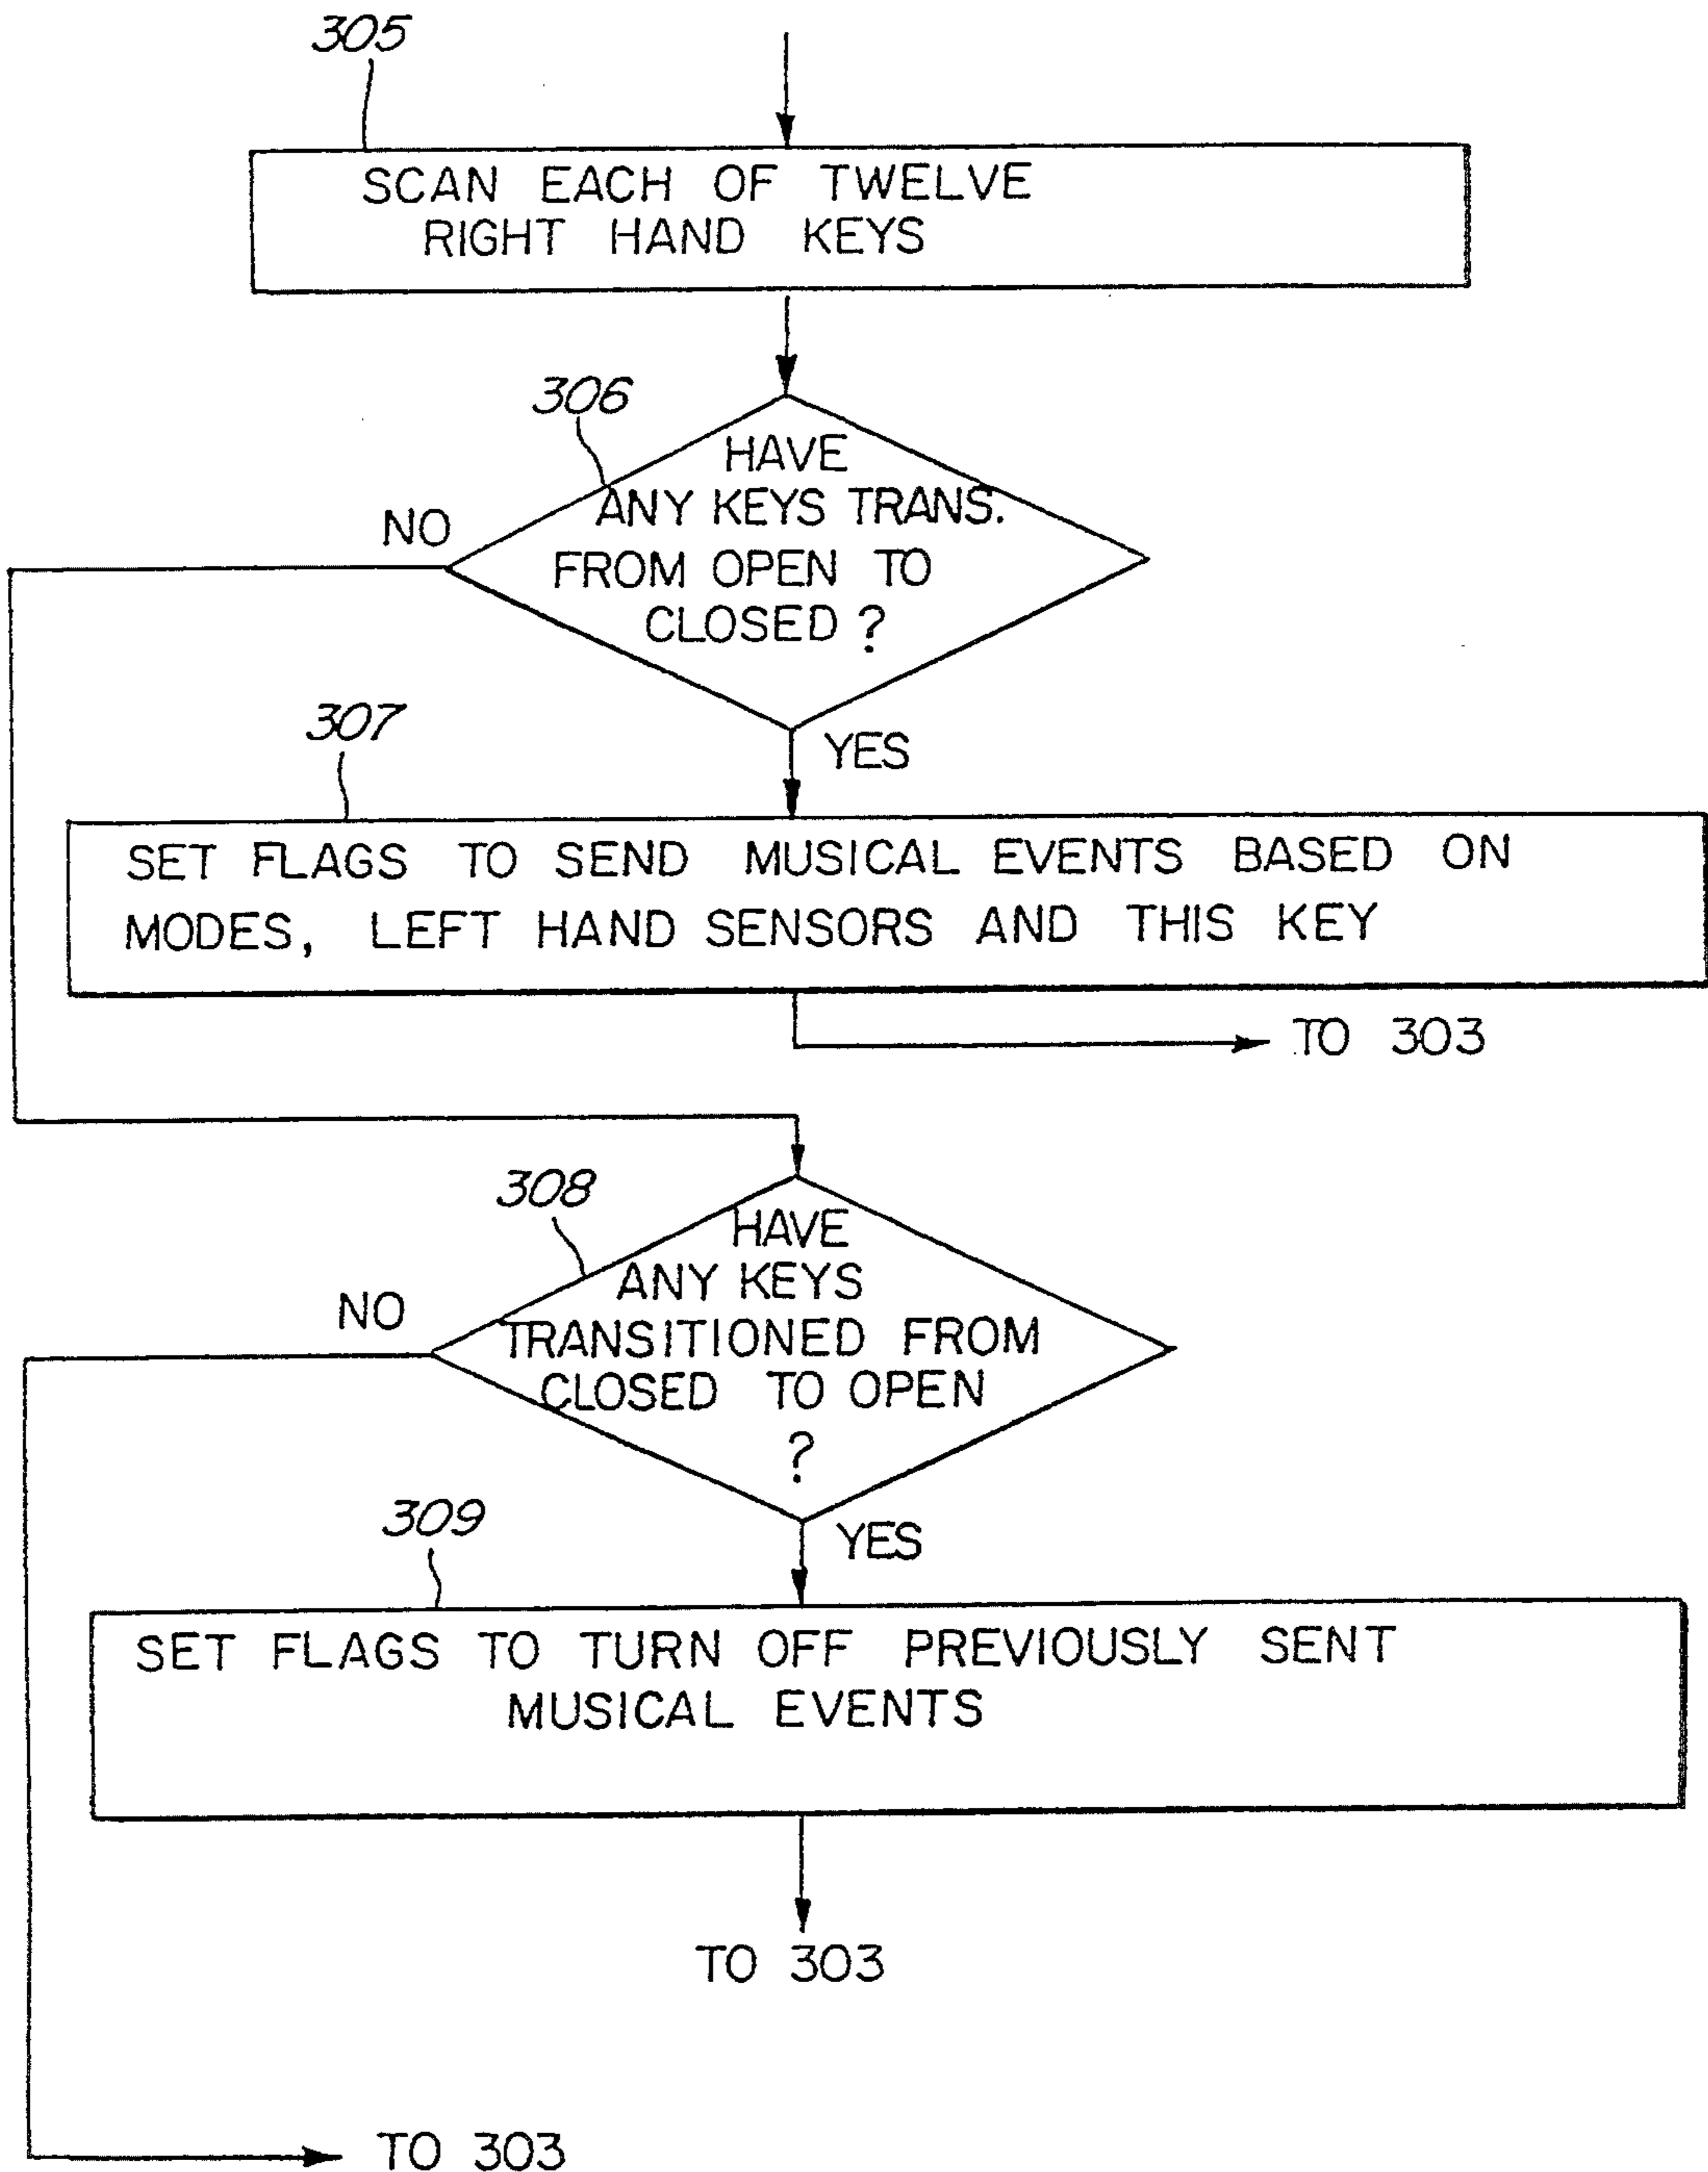 305
SCAN EACH OF TWELVE
RIGHT HAND KEYS
306
HAVE
ANY KEYS TRANS.
FROM OPEN TO
CLOSED ?
NO
307
YES
SET FLAGS TO SEND MUSICAL EVENTS BASED ON
MODES, LEFT HAND SENSORS AND THIS KEY
TO 303
308
HAVE
ANY KEYS
TRANSITIONED FROM
CLOSED TO OPEN
?
NO
309
YES
SET FLAGS TO TURN OFF PREVIOUSLY SENT
MUSICAL EVENTS
TO 303
TO 303